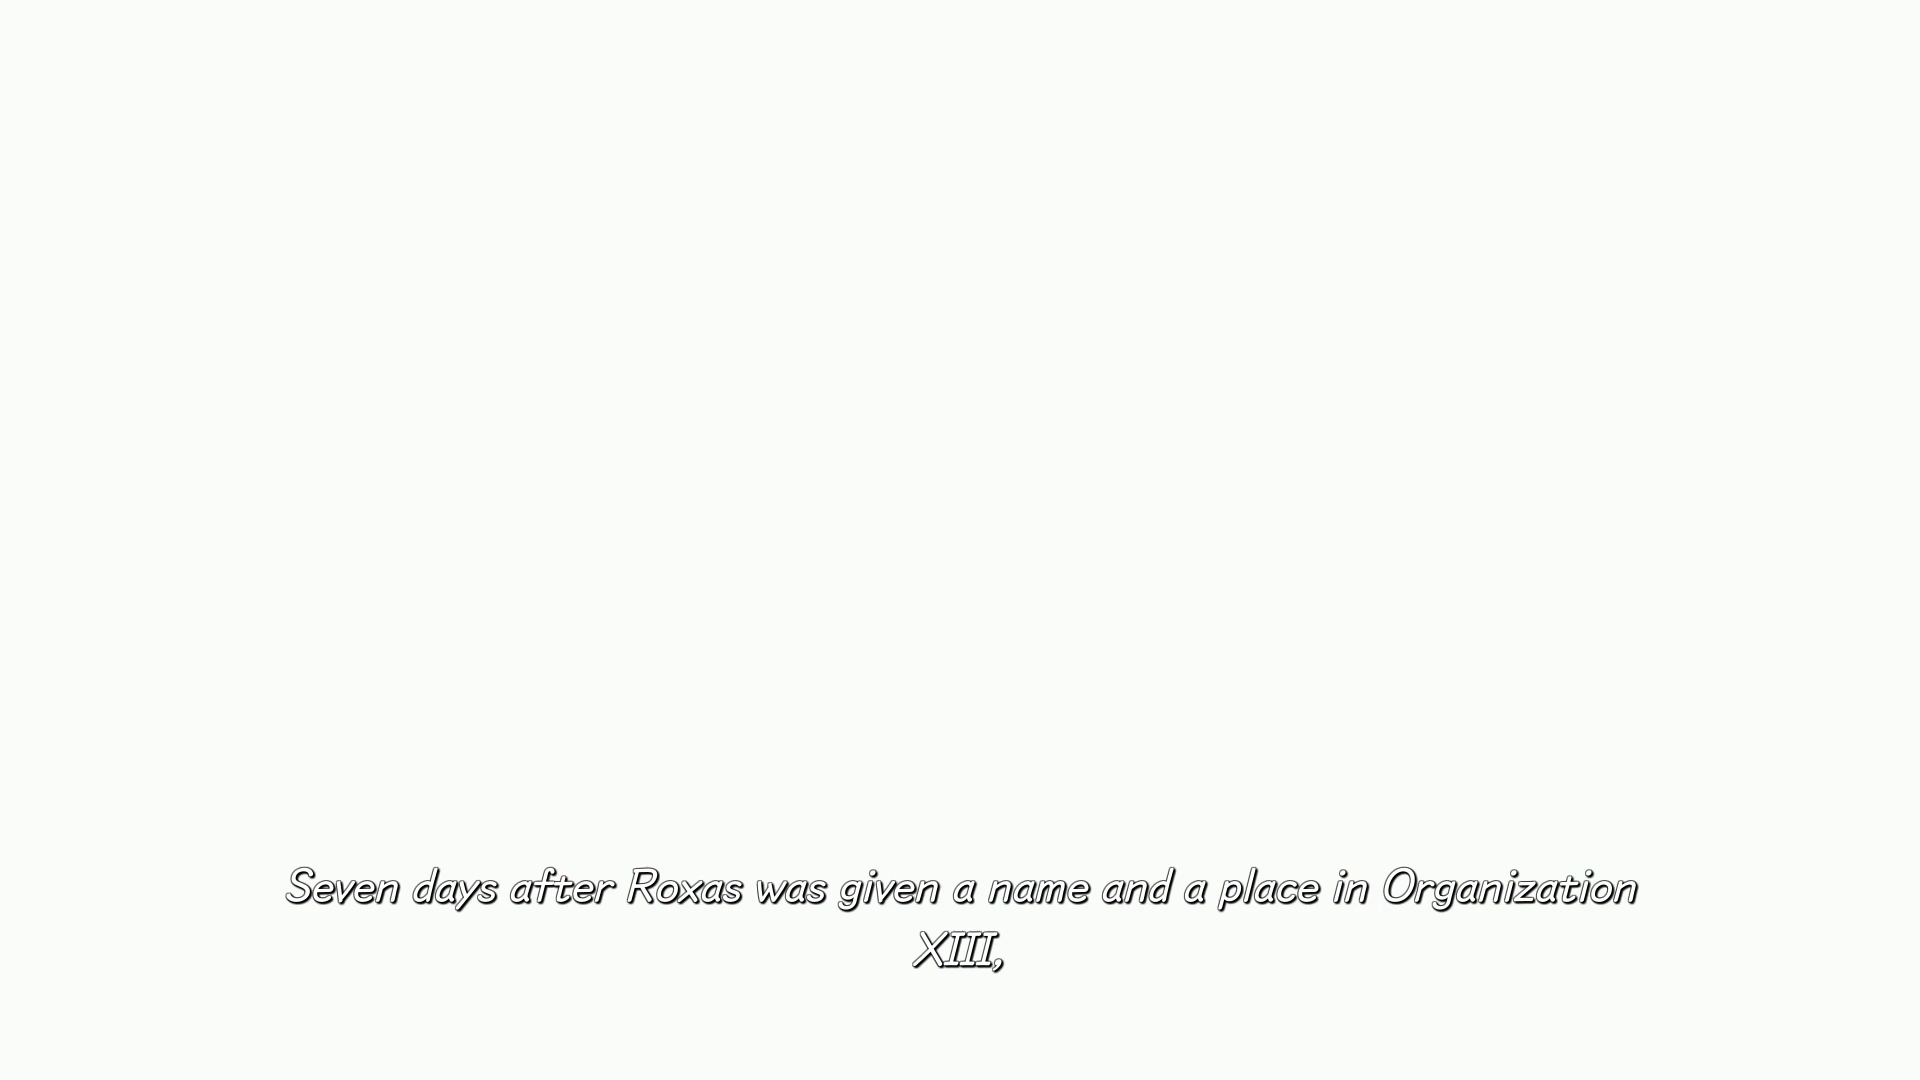 Seven days after Roxas was given a name and a place in Organization
XIII,